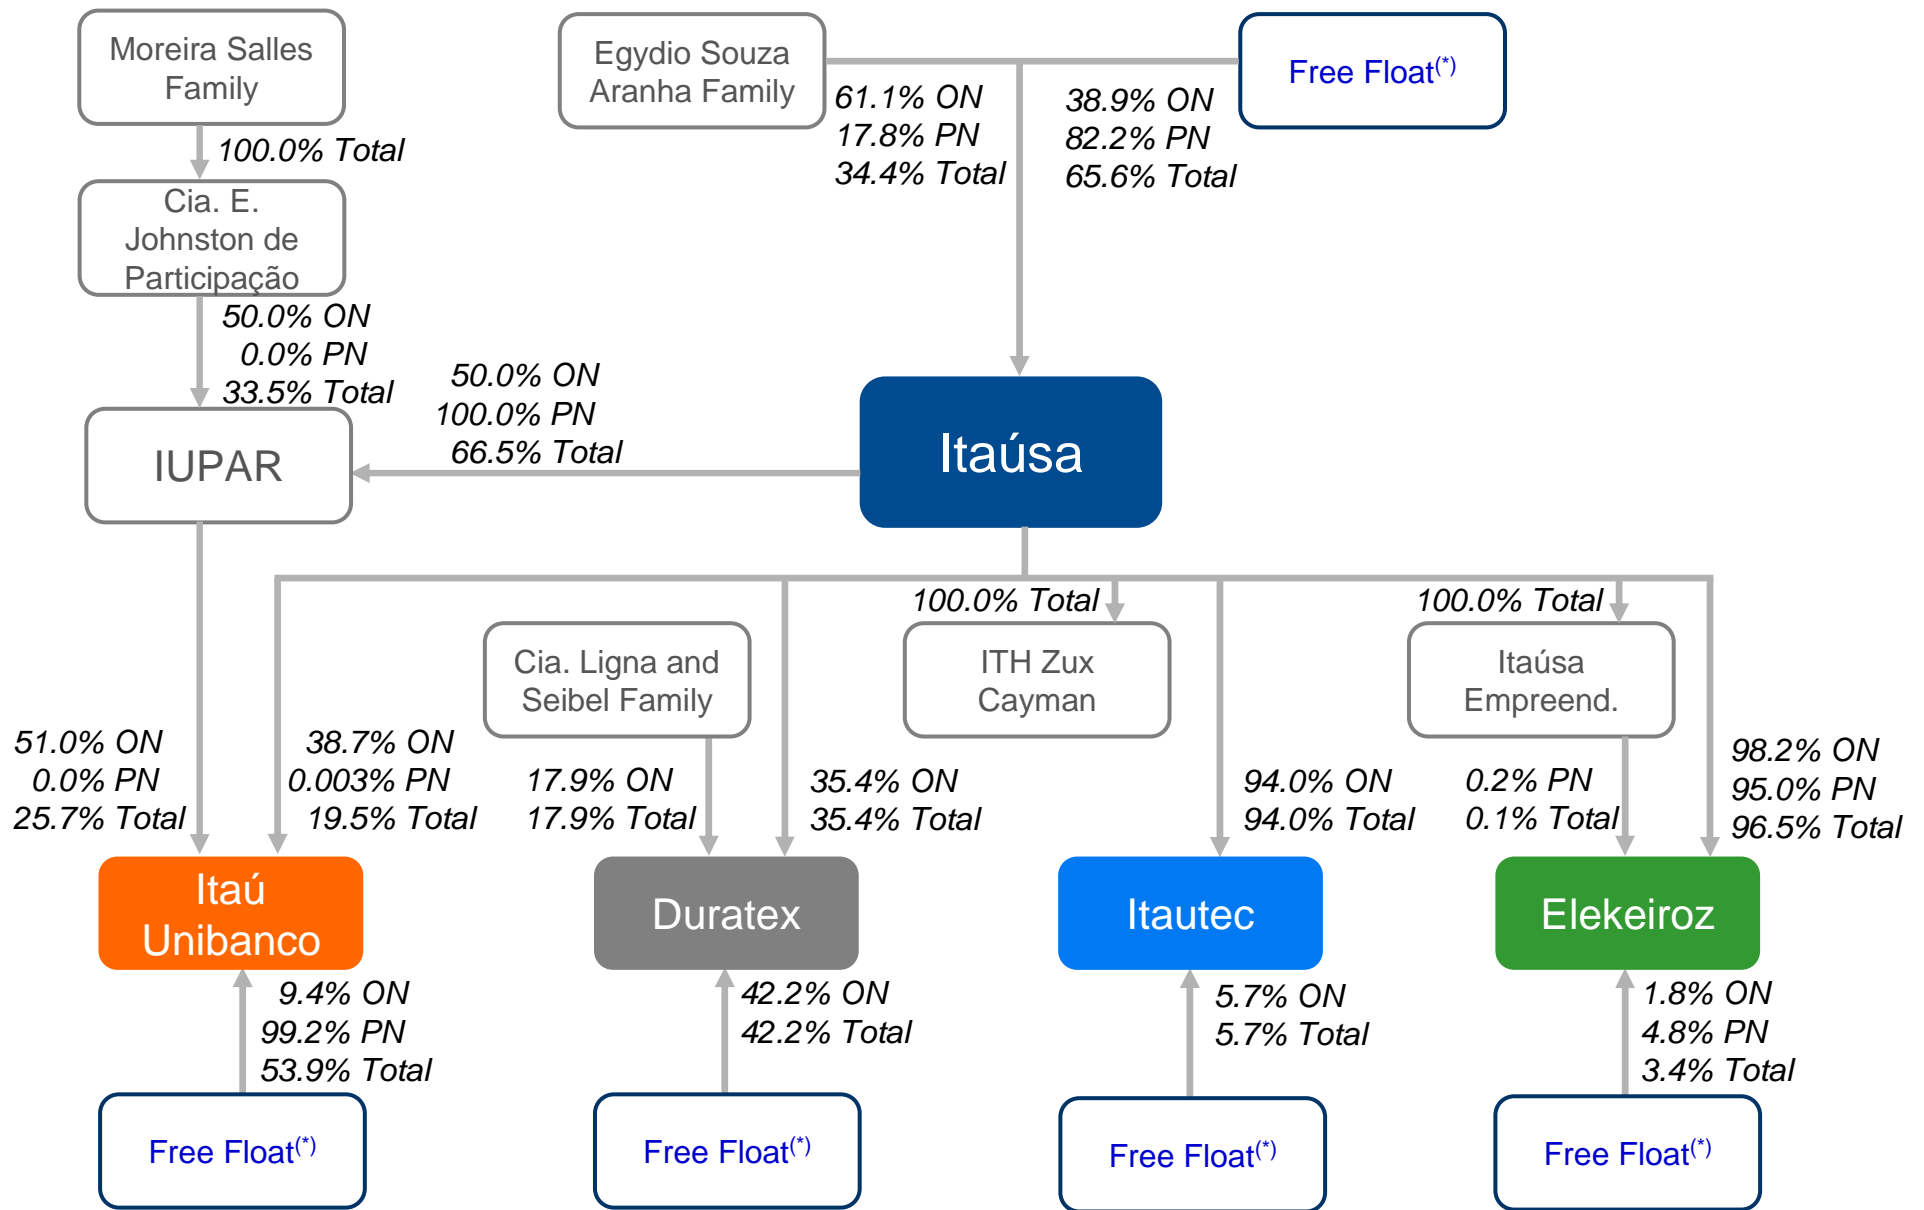 Moreira Salles
Family
Egydio Souza
Aranha Family
Free Float(*)
61.1% ON
17.8% PN
34.4% Total
38.9% ON
82.2% PN
65.6% Total
100.0% Total
Cia. E.
Johnston de
Participação
50.0% ON
0.0% PN
33.5% Total
50.0% ON
100.0% PN
66.5% Total
IUPAR
Itaúsa
100.0% Total
100.0% Total
Cia. Ligna and
Seibel Family
ITH Zux
Cayman
Itaúsa
Empreend.
51.0% ON
0.0% PN
25.7% Total
38.7% ON
0.003% PN
19.5% Total
17.9% ON
17.9% Total
35.4% ON
35.4% Total
94.0% ON
94.0% Total
0.2% PN
0.1% Total
98.2% ON
95.0% PN
96.5% Total
Itaú
Unibanco
Duratex
Itautec
Elekeiroz
9.4% ON
99.2% PN
53.9% Total
42.2% ON
42.2% Total
5.7% ON
5.7% Total
1.8% ON
4.8% PN
3.4% Total
Free Float(*)
Free Float(*)
Free Float(*)
Free Float(*)